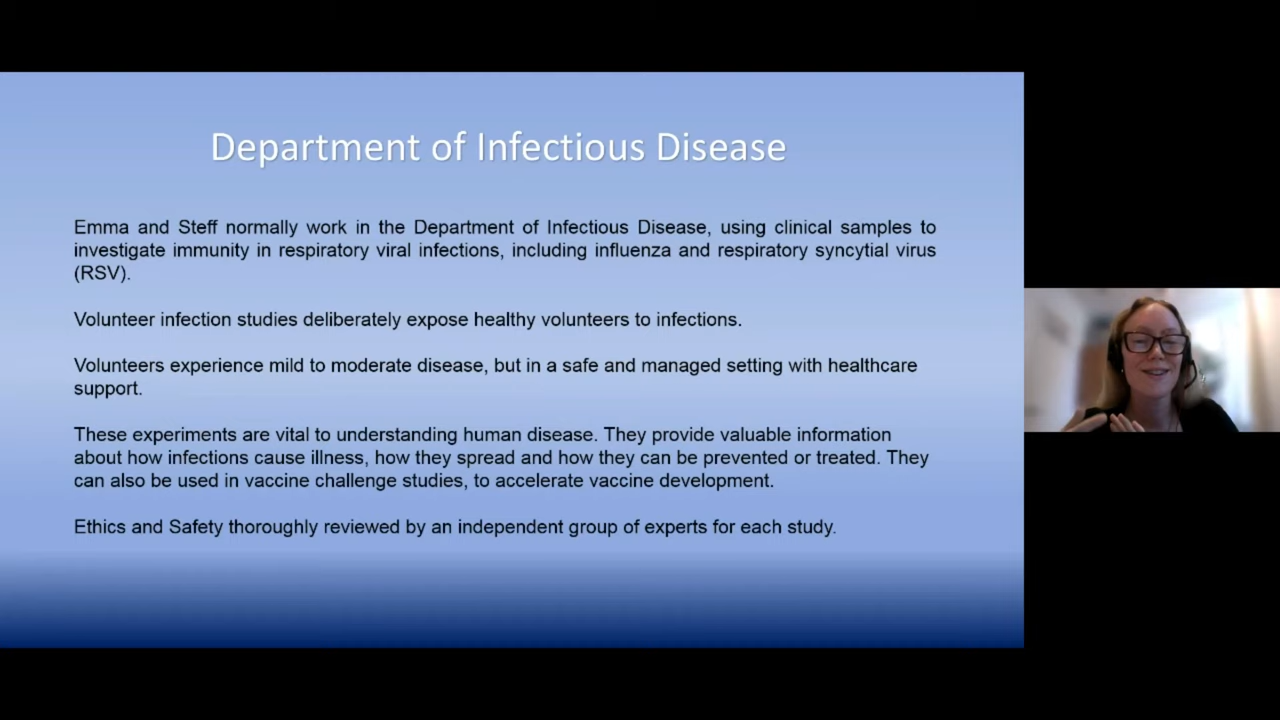 Department of Infectious Disease
Emma and Steff normally work in the Department of Infectious Disease, using clinical samples to
investigate immunity in respiratory viral infections, including influenza and respiratory syncytial virus
(RSV).
Volunteer infection studies deliberately expose healthy volunteers to infections.
Volunteers experience mild to moderate disease, but in a safe and managed setting with healthcare
support.
These experiments are vital to understanding human disease. They provide valuable information
about how infections cause illness, how they spread and how they can be prevented or treated. They
can also be used in vaccine challenge studies, to accelerate vaccine development.
Ethics and Safety thoroughly reviewed by an independent group of experts for each study.